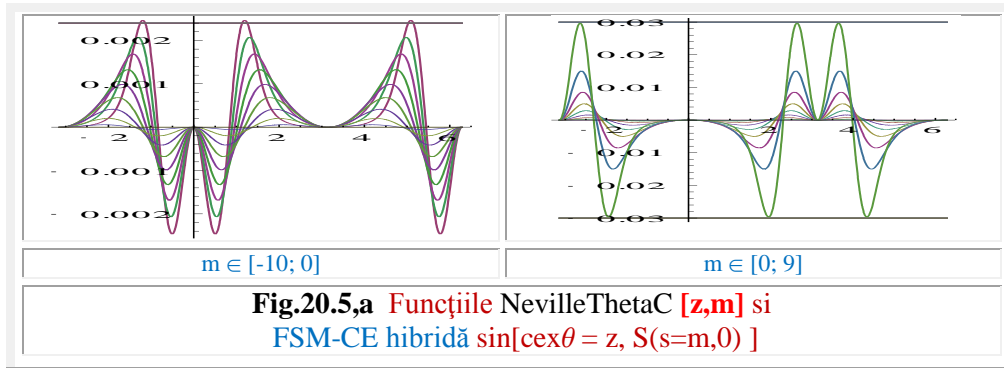 0.002
0.001
2 2 4 6
0.001
0.002
0.03
0.02
0.01
2 2 4 6
0.01
0.02
0.03
m ∈ [-10; 0]
m ∈ [0; 9]
Fig.20.5,a Funcţiile NevilleThetaC [z,m] si
FSM-CE hibridă sin[cexθ = z, S(s=m,0) ]